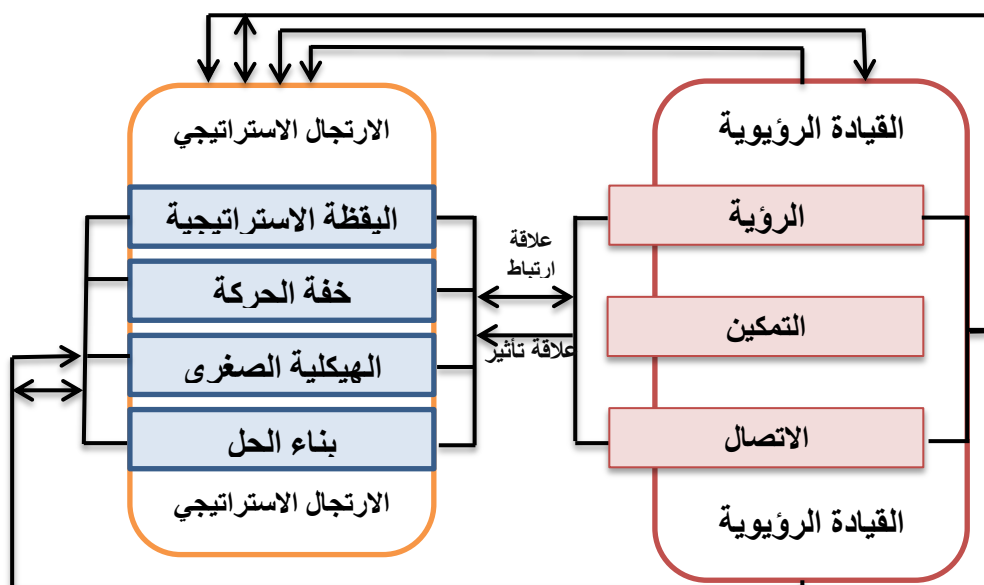 القيادة الرؤيوية
الرؤية
التمكين
الاتصال
القيادة الرؤيوية
علاقة
ارتباط
علاقة تأثير
الارتجال الاستراتيجي
اليقظة الاستراتيجية
خفة الحركة
الهيكلية الصغرى
بناء الحل
الارتجال الاستراتيجي